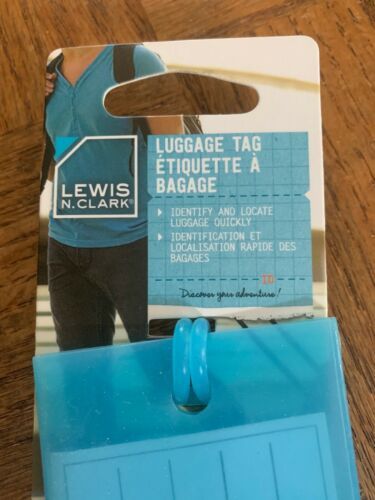 LEWIS
N.CLARK®
LUGGAGE TAG
ÉTIQUETTE À
BAGAGE
IDENTIFY AND LOCATE
LUGGAGE QUICKLY
IDENTIFICATION ET
LOCALISATION RAPIDE DES
BAGAGES
ID
Discover your adventure!